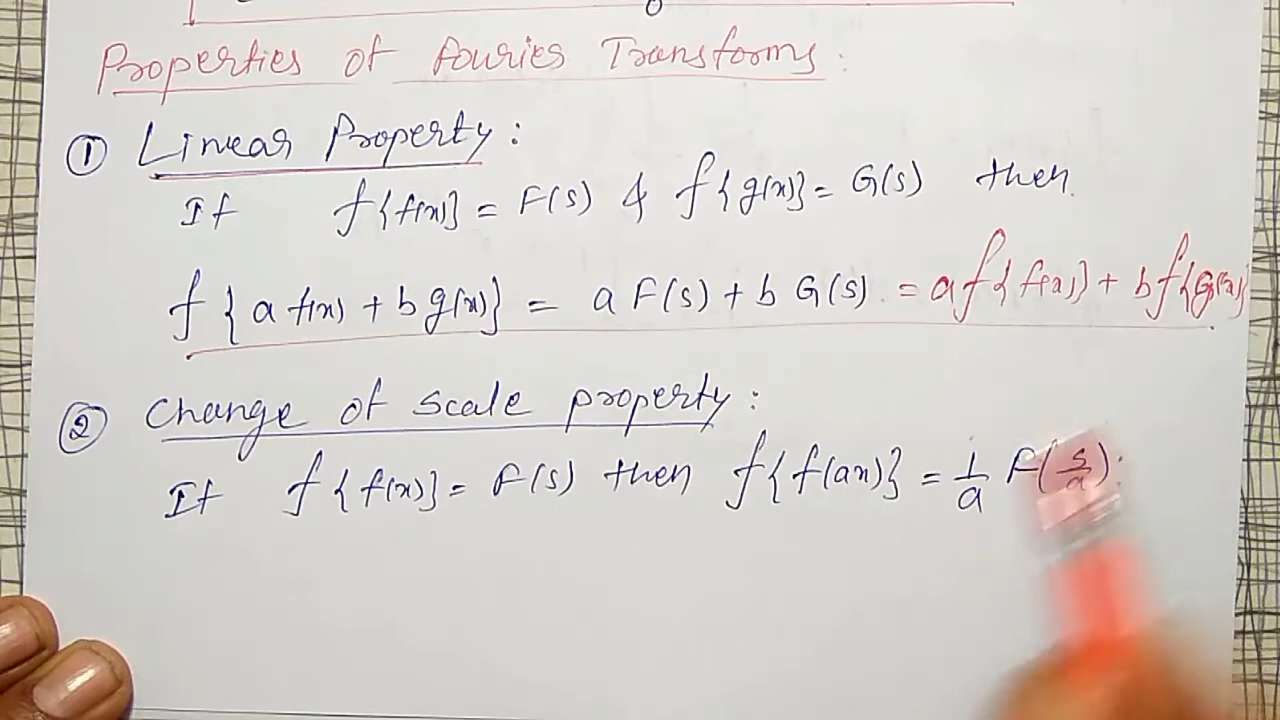 Properties of Fouries Transforms:
① Linear Property:
If f{f(x)} = F(s) & f{g(x)} = G(s) then
f{a f(x) + b g(x)} = a F(s) + b G(s). = a f{f(x)} + b f{G(x)}
② Change of Scale property:
If f{f(x)} = F(s) then f{f(ax)} = 1/a F(s/a):